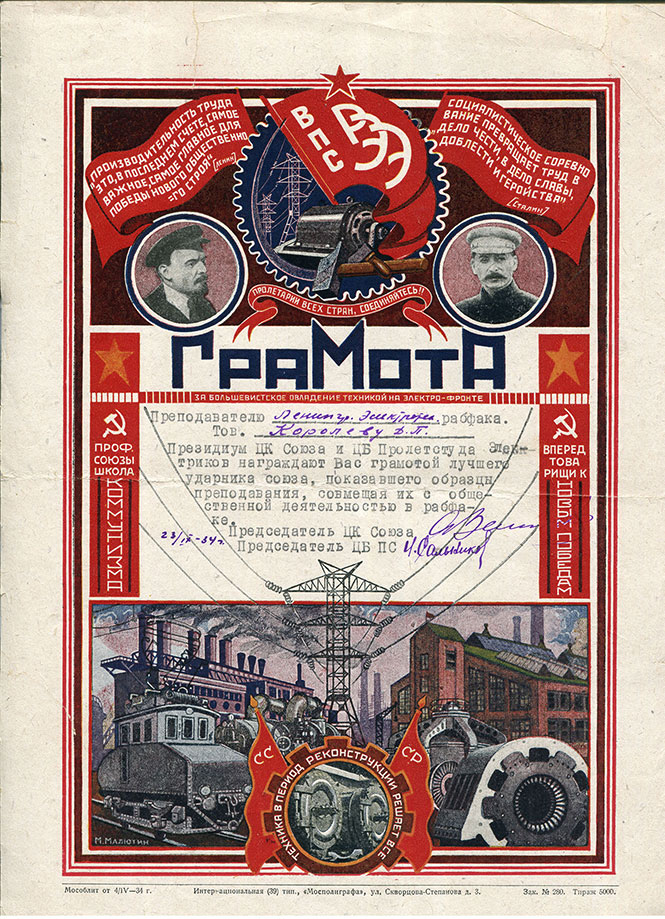 „ПРОИЗВОДИТЕЛЬНОСТЬ ТРУДА
ЭТО, В ПОСЛЕДНЕМ СЧЕТЕ, САМОЕ
ВАЖНОЕ, САМОЕ ГЛАВНОЕ ДЛЯ
ПОБЕДЫ НОВОГО ОБЩЕСТВЕННО
=ГО СТРОЯ“ [ЛЕНИН]
ВПС
РЭЭ
СОЦИАЛИСТИЧЕСКОЕ СОРЕВНО
ВАНИЕ ПРЕВРАЩАЕТ ТРУД В
„ДЕЛО ЧЕСТИ, В ДЕЛО СЛАВЫ,
ДОБЛЕСТИ И ГЕРОЙСТВА“
[СТАЛИН]
ПРОЛЕТАРИИ ВСЕХ СТРАН, СОЕДИНЯЙТЕСЬ!!
ГРАМОТА
ЗА БОЛЬШЕВИСТСКОЕ ОВЛАДЕНИЕ ТЕХНИКОЙ НА ЭЛЕКТРО-ФРОНТЕ
ПРОФ.
СОЮЗЫ
ШКОЛА
КОМУНИЗМА
Преподавателю Ленингр. Электротех. рабфака.
Тов. Королеву Д.П.
Президиум ЦК Союза и ЦБ Пролетстуда Элек-
триков награждают Вас грамотой лучшего
ударника союза, показавшего образцы
преподавания, совмещая их с обще-
ственной деятельностью в рабфа-
ке.
23/IX-34г.
Председатель ЦК Союза
Председатель ЦБ ПС
ВПЕРЕД
ТОВА
РИЩИ К
НОВЫМ ПОБЕДАМ
СС СР
ТЕХНИКА В ПЕРИОД РЕКОНСТРУКЦИИ РЕШАЕТ ВСЕ
М. МАЛЮТИН
Мособлит от 4/IV—34 г. Интернациональная (39) тип., «Мосполиграфа», ул. Скворцова-Степанова д. 3. Зак. № 280. Тираж 5000.